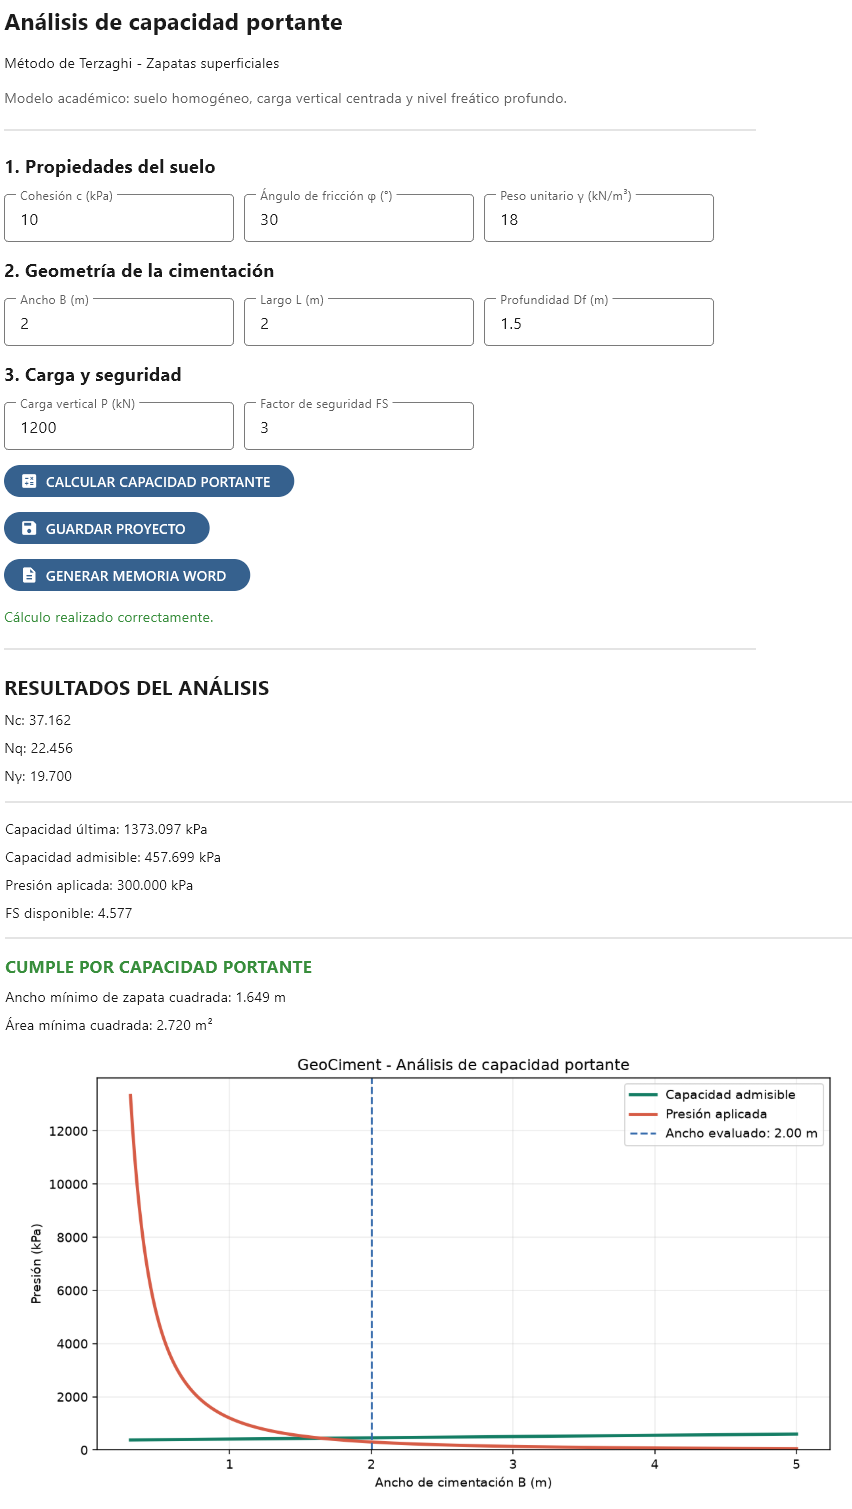 Análisis de capacidad portante
Método de Terzaghi - Zapatas superficiales
Modelo académico: suelo homogéneo, carga vertical centrada y nivel freático profundo.
1. Propiedades del suelo
Cohesión c (kPa)
10
Ángulo de fricción φ (°)
30
Peso unitario γ (kN/m³)
18
2. Geometría de la cimentación
Ancho B (m)
2
Largo L (m)
2
Profundidad Df (m)
1.5
3. Carga y seguridad
Carga vertical P (kN)
1200
Factor de seguridad FS
3
CALCULAR CAPACIDAD PORTANTE
GUARDAR PROYECTO
GENERAR MEMORIA WORD
Cálculo realizado correctamente.
RESULTADOS DEL ANÁLISIS
Nc: 37.162
Nq: 22.456
Nγ: 19.700
Capacidad última: 1373.097 kPa
Capacidad admisible: 457.699 kPa
Presión aplicada: 300.000 kPa
FS disponible: 4.577
CUMPLE POR CAPACIDAD PORTANTE
Ancho mínimo de zapata cuadrada: 1.649 m
Área mínima cuadrada: 2.720 m²
GeoCiment - Análisis de capacidad portante
Capacidad admisible
Presión aplicada
Ancho evaluado: 2.00 m
Presión (kPa)
12000
10000
8000
6000
4000
2000
0
1 2 3 4 5
Ancho de cimentación B (m)